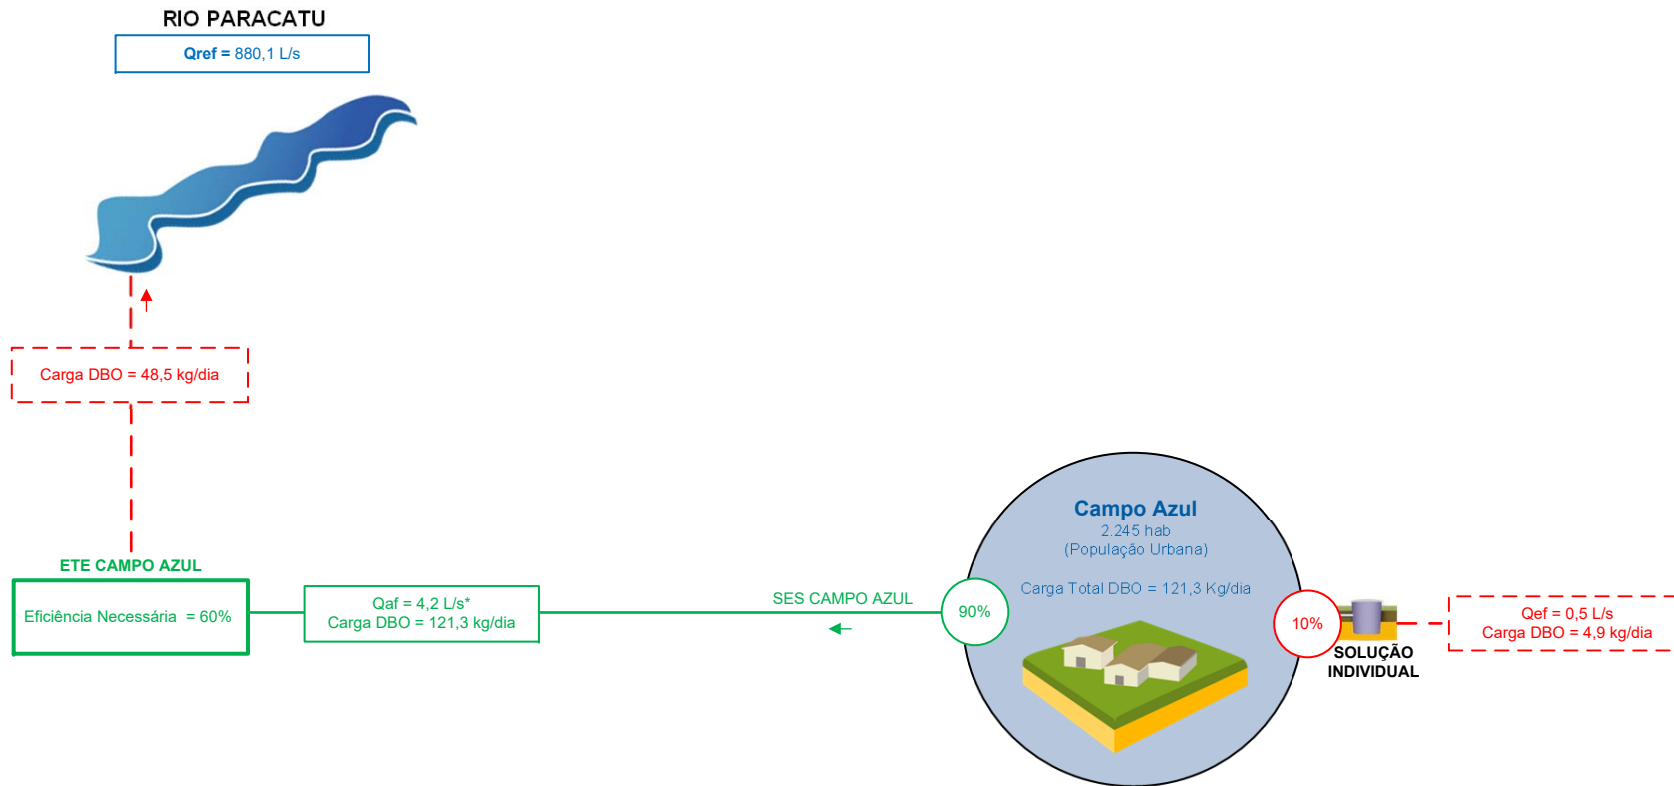 RIO PARACATU
Qref = 880,1 L/s
Carga DBO = 48,5 kg/dia
ETE CAMPO AZUL
Eficiência Necessária = 60%
Qaf = 4,2 L/s*
Carga DBO = 121,3 kg/dia
SES CAMPO AZUL
90%
Campo Azul
2.245 hab
(População Urbana)
Carga Total DBO = 121,3 Kg/dia
10%
SOLUÇÃO
INDIVIDUAL
Qef = 0,5 L/s
Carga DBO = 4,9 kg/dia